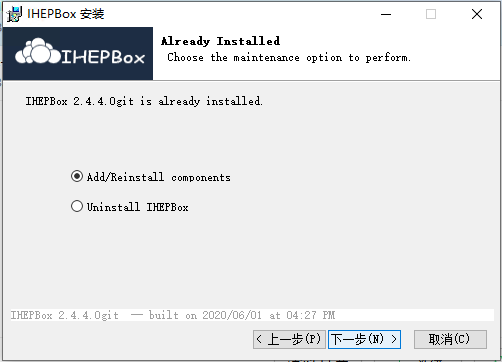 IHEPBox 安装
IHEPBox
Already Installed
Choose the maintenance option to perform.
IHEPBox 2.4.4.0git is already installed.
Add/Reinstall components
Uninstall IHEPBox
IHEPBox 2.4.4.0git — built on 2020/06/01 at 04:27 PM
< 上一步(P)
下一步(N) >
取消(C)